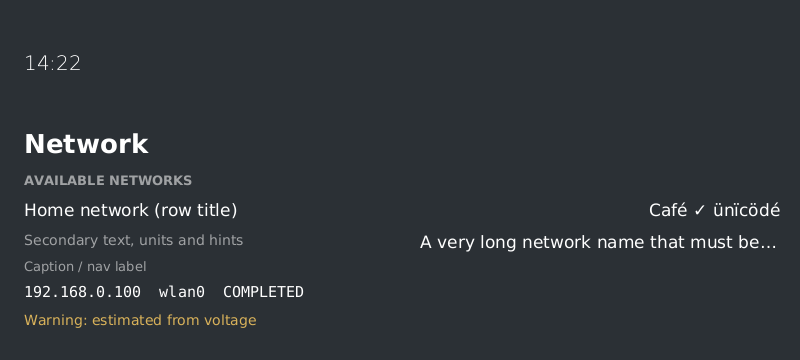 14:22
Network
AVAILABLE NETWORKS
Home network (row title)
Café ✓ ünïcödé
Secondary text, units and hints
A very long network name that must be…
Caption / nav label
192.168.0.100  wlan0  COMPLETED
Warning: estimated from voltage